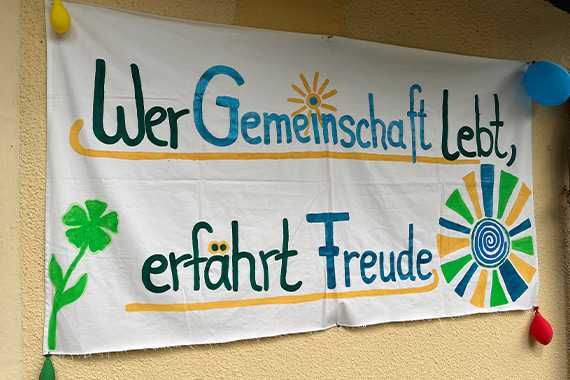 Wer Gemeinschaft lebt,
erfährt Freude